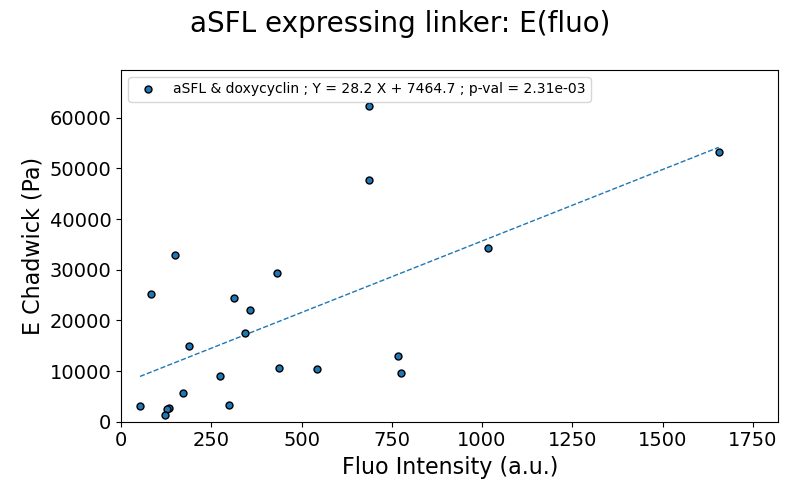 aSFL expressing linker: E(fluo)
aSFL & doxycyclin ; Y = 28.2 X + 7464.7 ; p-val = 2.31e-03
60000
50000
40000
30000
20000
10000
0
E Chadwick (Pa)
0 250 500 750 1000 1250 1500 1750
Fluo Intensity (a.u.)